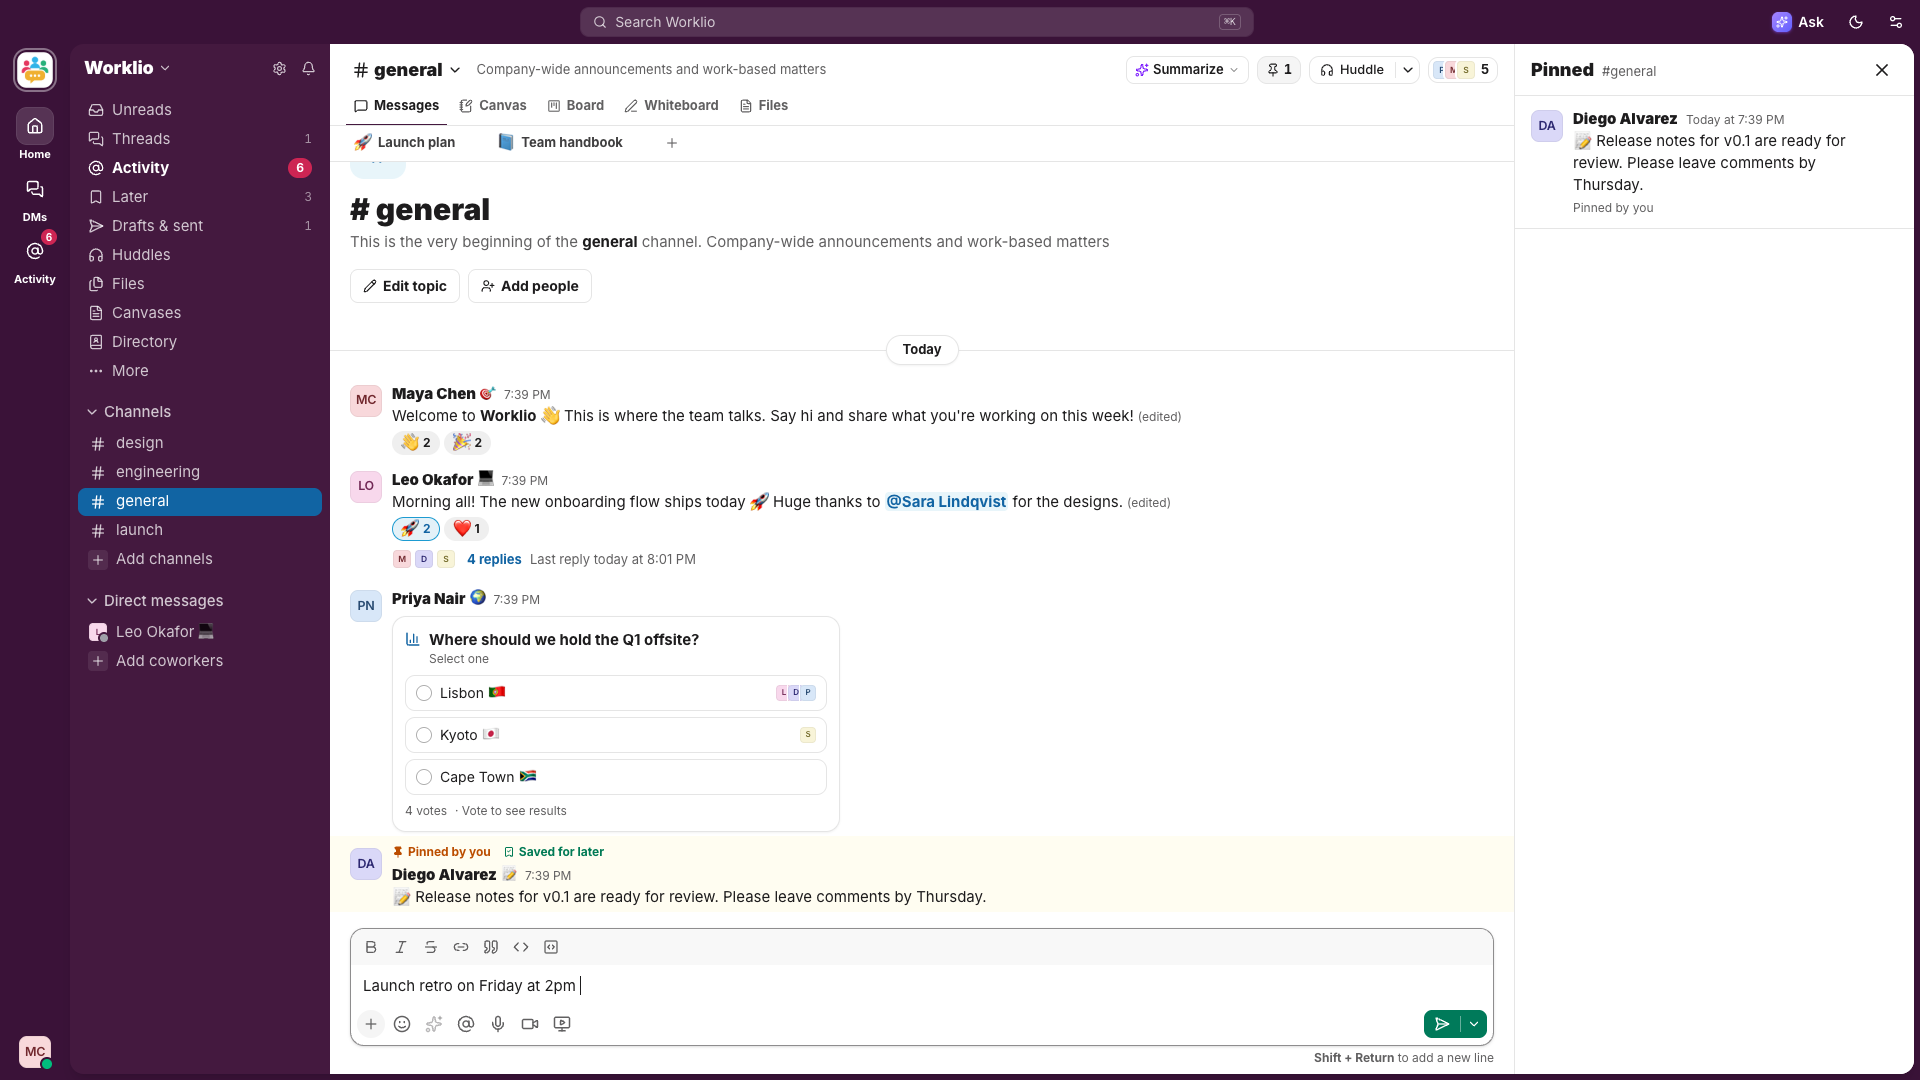 Search Worklio
⌘K
Ask
Home
DMs
6
Activity
MC
Worklio
Unreads
Threads 1
Activity 6
Later 3
Drafts & sent 1
Huddles
Files
Canvases
Directory
More
Channels
# design
# engineering
# general
# launch
Add channels
Direct messages
Leo Okafor
Add coworkers
# general
Company-wide announcements and work-based matters
Summarize
1
Huddle
M S 5
Messages
Canvas
Board
Whiteboard
Files
Launch plan
Team handbook
# general
This is the very beginning of the general channel. Company-wide announcements and work-based matters
Edit topic
Add people
Today
MC
Maya Chen 🎯 7:39 PM
Welcome to Worklio 👋 This is where the team talks. Say hi and share what you're working on this week! (edited)
👋 2 🎉 2
LO
Leo Okafor 💻 7:39 PM
Morning all! The new onboarding flow ships today 🚀 Huge thanks to @Sara Lindqvist for the designs. (edited)
🚀 2 ❤️ 1
M D S 4 replies Last reply today at 8:01 PM
PN
Priya Nair 🌍 7:39 PM
Where should we hold the Q1 offsite?
Select one
Lisbon 🇵🇹 L D P
Kyoto 🇯🇵 S
Cape Town 🇿🇦
4 votes · Vote to see results
Pinned by you Saved for later
DA
Diego Alvarez 📝 7:39 PM
📝 Release notes for v0.1 are ready for review. Please leave comments by Thursday.
Launch retro on Friday at 2pm
Shift + Return to add a new line
Pinned #general
DA
Diego Alvarez Today at 7:39 PM
📝 Release notes for v0.1 are ready for
review. Please leave comments by
Thursday.
Pinned by you